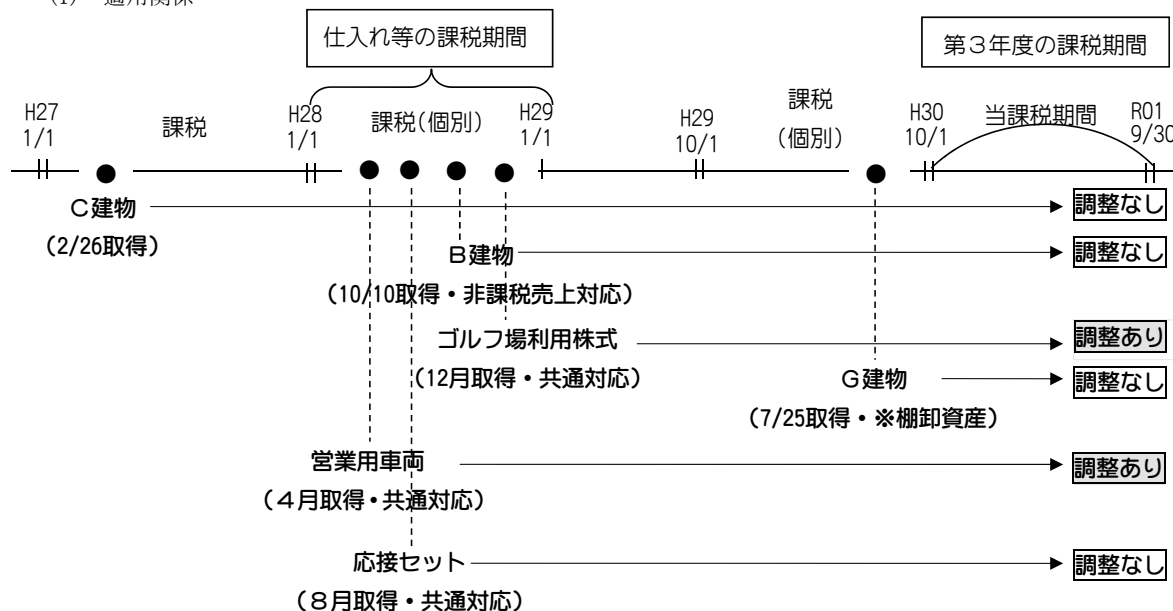 (1) 適用関係
仕入れ等の課税期間
第3年度の課税期間
H27
1/1
課税
H28
1/1
課税(個別)
H29
1/1
H29
10/1
課税
(個別)
H30
10/1
当課税期間
R01
9/30
C建物
(2/26取得)
調整なし
B建物
(10/10取得・非課税売上対応)
調整なし
ゴルフ場利用株式
(12月取得・共通対応)
調整あり
G建物
(7/25取得・※棚卸資産)
調整なし
営業用車両
(4月取得・共通対応)
調整あり
応接セット
(8月取得・共通対応)
調整なし